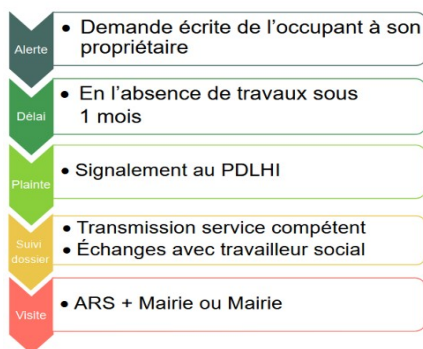 Alerte
• Demande écrite de l’occupant à son
propriétaire
Délai
• En l’absence de travaux sous
1 mois
Plainte
• Signalement au PDLHI
Suivi
dossier
• Transmission service compétent
• Échanges avec travailleur social
Visite
• ARS + Mairie ou Mairie